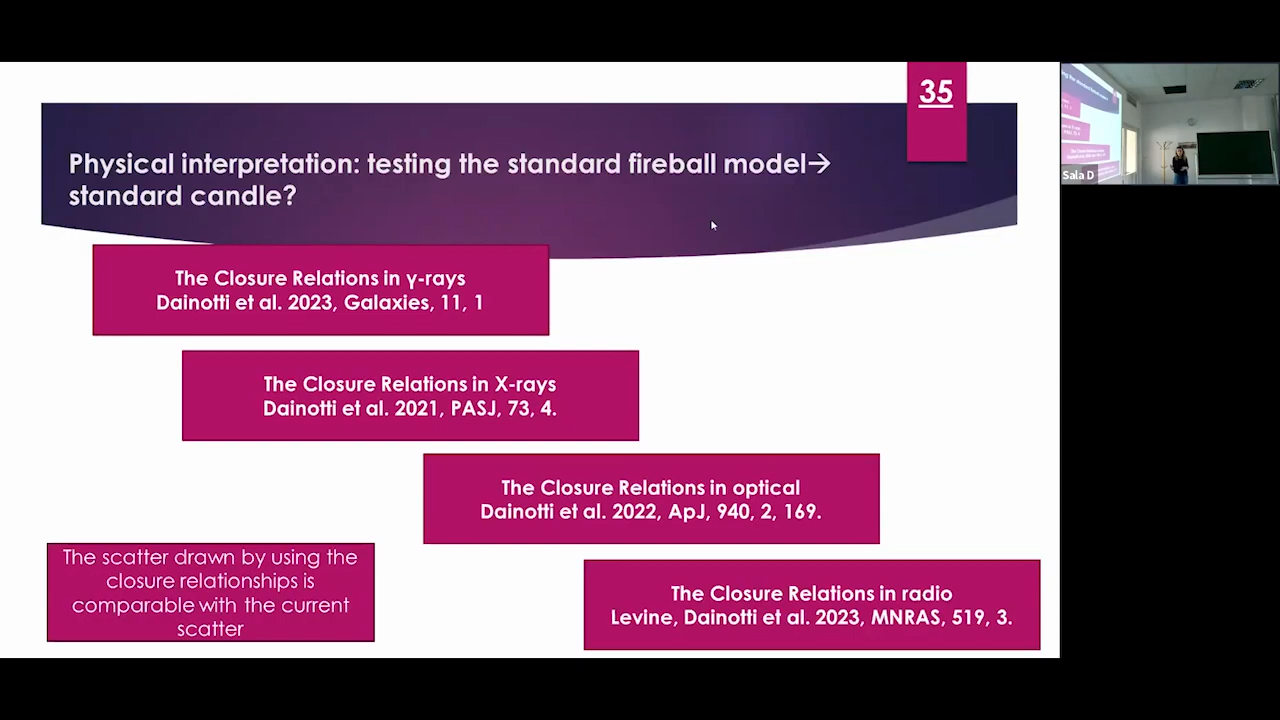 35
Physical interpretation: testing the standard fireball model→
standard candle?
The Closure Relations in γ-rays
Dainotti et al. 2023, Galaxies, 11, 1
The Closure Relations in X-rays
Dainotti et al. 2021, PASJ, 73, 4.
The Closure Relations in optical
Dainotti et al. 2022, ApJ, 940, 2, 169.
The scatter drawn by using the
closure relationships is
comparable with the current
scatter
The Closure Relations in radio
Levine, Dainotti et al. 2023, MNRAS, 519, 3.
Sala D